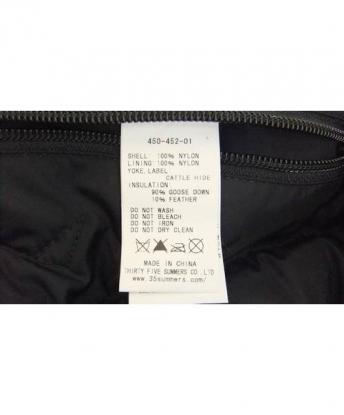 450-452-01
SHELL: 100% NYLON
LINING: 100% NYLON
YOKE, LABEL
CATTLE HIDE
INSULATION
90% GOOSE DOWN
10% FEATHER
DO NOT WASH
DO NOT BLEACH
DO NOT IRON
DO NOT DRY CLEAN
MADE IN CHINA
THIRTY FIVE SUMMERS CO., LTD
www.35summers.com/